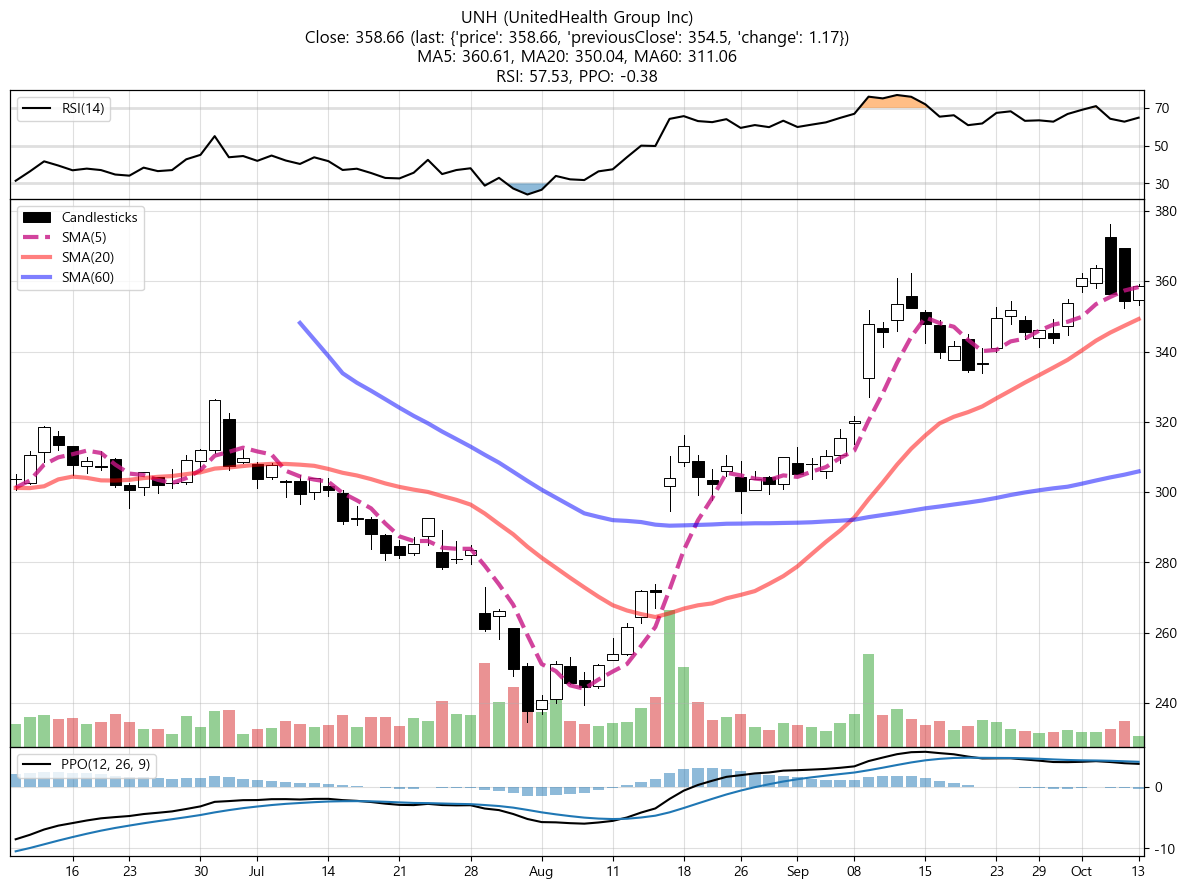 UNH (UnitedHealth Group Inc)
Close: 358.66 (last: {'price': 358.66, 'previousClose': 354.5, 'change': 1.17})
MA5: 360.61, MA20: 350.04, MA60: 311.06
RSI: 57.53, PPO: -0.38
RSI(14)
70
50
30
Candlesticks
SMA(5)
SMA(20)
SMA(60)
380
360
340
320
300
280
260
240
PPO(12, 26, 9)
0
-10
16 23 30 Jul 14 21 28 Aug 11 18 26 Sep 08 15 23 29 Oct 13